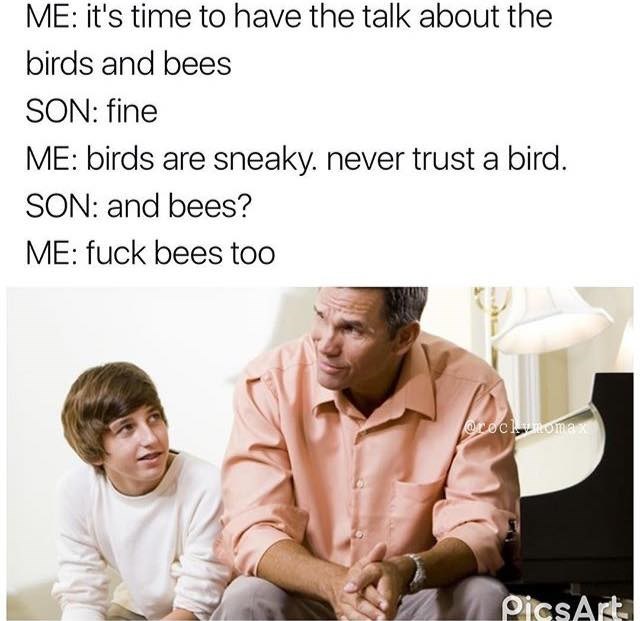 ME: it's time to have the talk about the
birds and bees
SON: fine
ME: birds are sneaky. never trust a bird.
SON: and bees?
ME: fuck bees too
@rockymomax
PicsArt